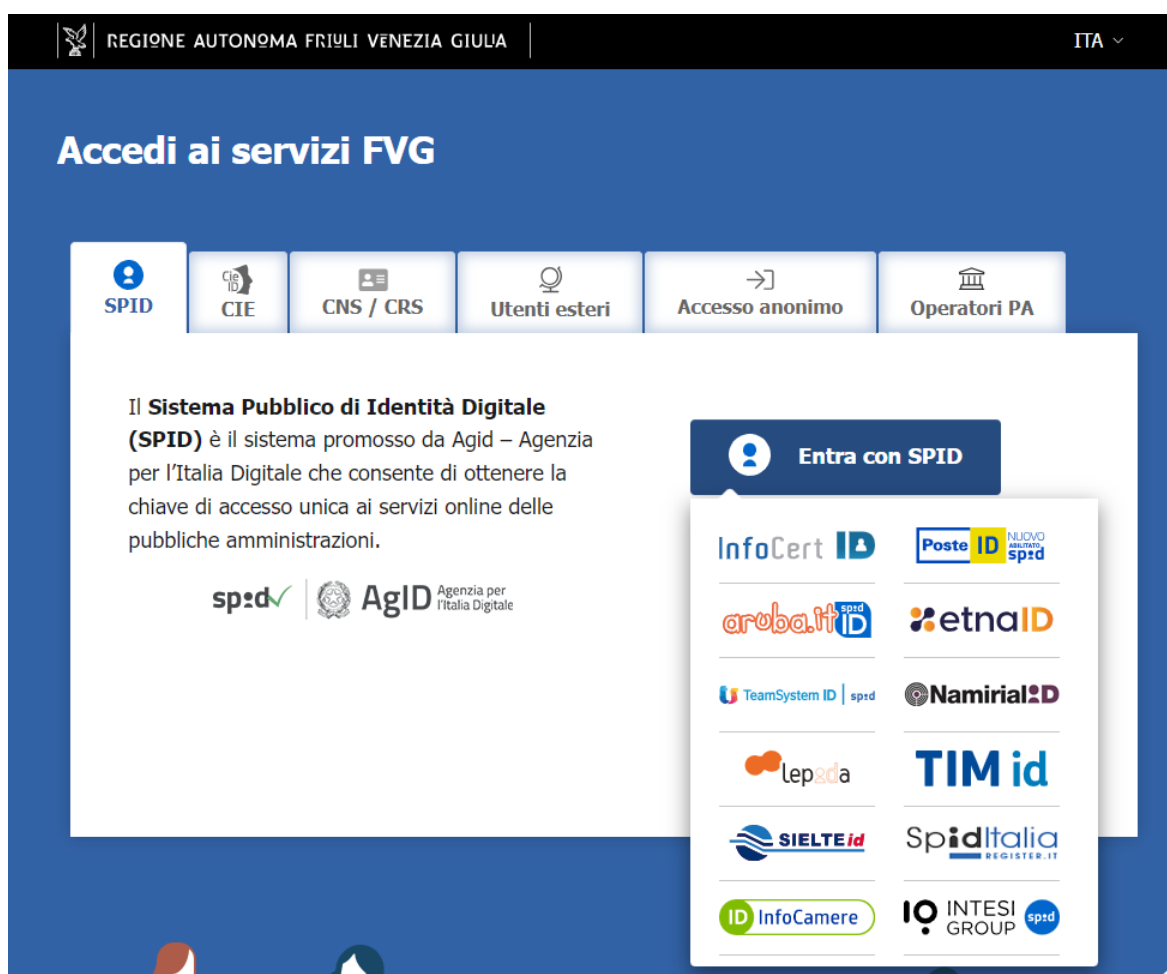 REGIONE AUTONOMA FRIULI VENEZIA GIULIA
ITA
Accedi ai servizi FVG
SPID
Cie ID
CIE
CNS / CRS
Utenti esteri
Accesso anonimo
Operatori PA
Il Sistema Pubblico di Identità Digitale
(SPID) è il sistema promosso da Agid – Agenzia
per l'Italia Digitale che consente di ottenere la
chiave di accesso unica ai servizi online delle
pubbliche amministrazioni.
spid
AgID Agenzia per
l'Italia Digitale
Entra con SPID
InfoCert ID
Poste ID NUOVO
ABILITATO
spid
aruba.it spid
ID
etnaID
TeamSystem ID | spid
NamirialID
Lepida
TIM id
SIELTE id
SpidItalia
REGISTER.IT
ID InfoCamere
INTESI
GROUP
spid